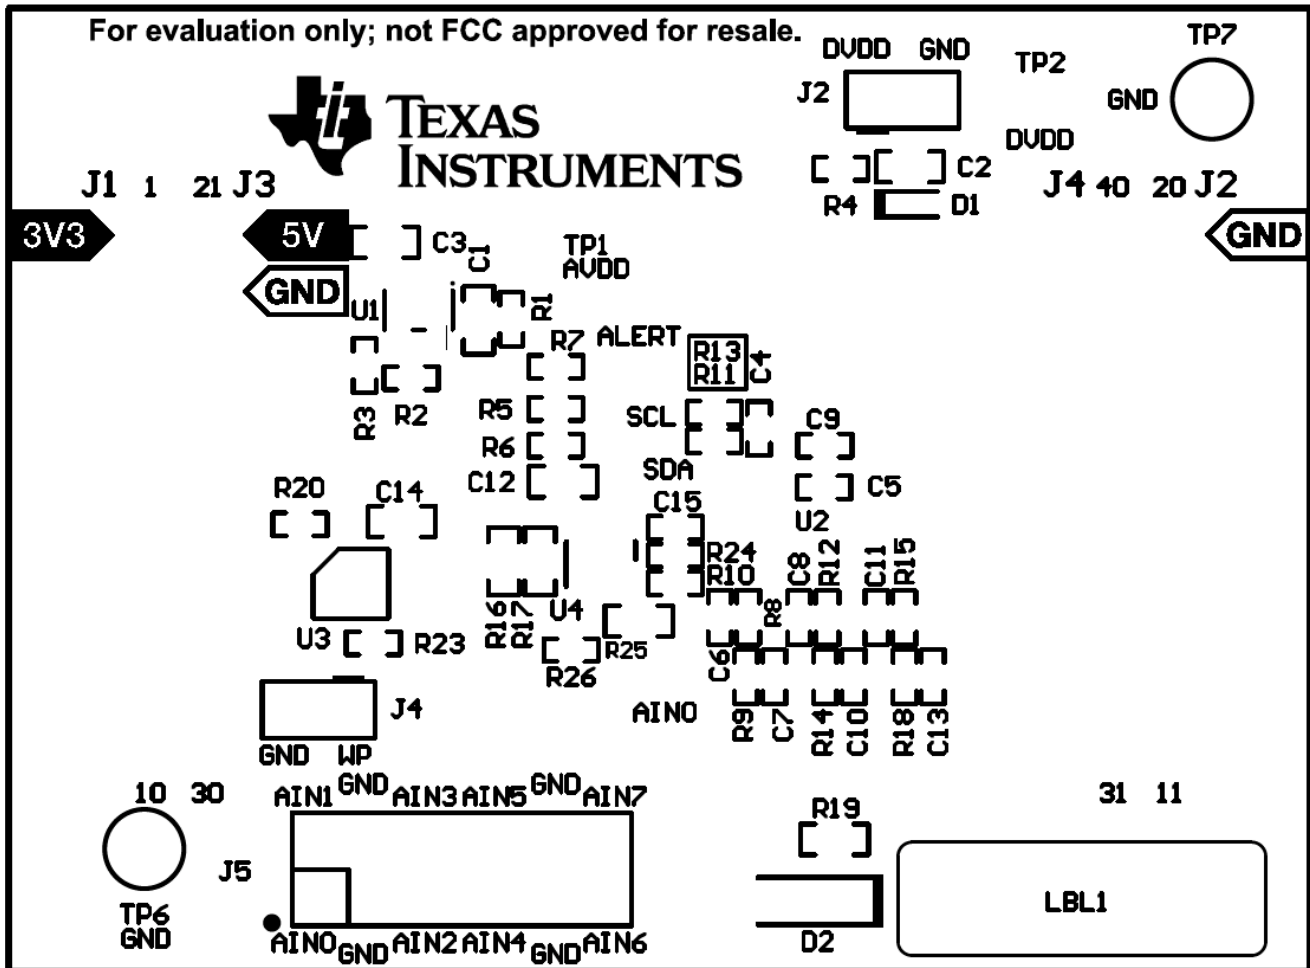 For evaluation only; not FCC approved for resale.
TEXAS
INSTRUMENTS
DVDD GND
J2
TP2
TP7
GND
DVDD
C2
R4
D1
J1 1 21 J3
J4 40 20 J2
3V3
5V
GND
GND
C3
C1
TP1
AVDD
U1
R1
R7
ALERT
R13
R11
C4
R3
R2
R5
SCL
C9
R6
SDA
C12
C5
R20
C14
C15
U2
R24
R10
C8
R12
C11
R15
R16
R17
U4
R8
U3
R23
R25
R26
C6
J4
AIN0
R9
C7
R14
C10
R18
C13
GND WP
10 30
AIN1 GND AIN3 AIN5 GND AIN7
31 11
R19
J5
TP6
GND
LBL1
AIN0 GND AIN2 AIN4 GND AIN6
D2